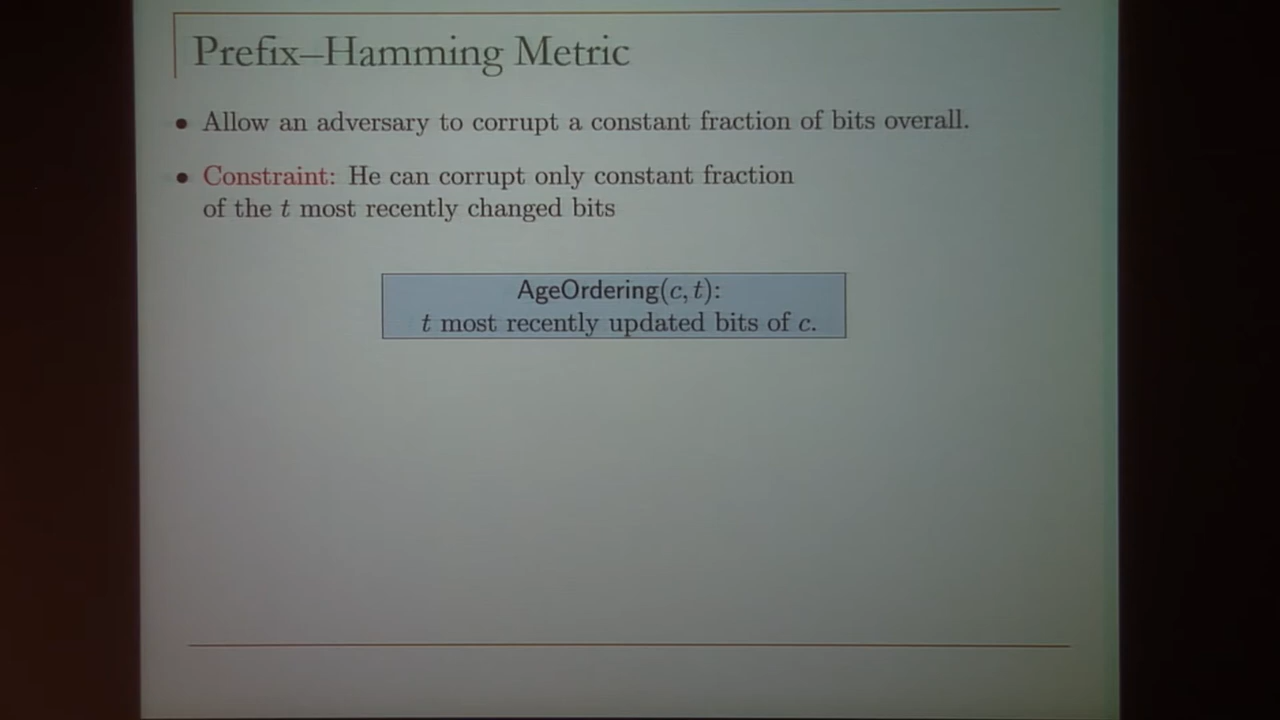 Prefix–Hamming Metric
• Allow an adversary to corrupt a constant fraction of bits overall.
• Constraint: He can corrupt only constant fraction
of the t most recently changed bits
AgeOrdering(c, t):
t most recently updated bits of c.